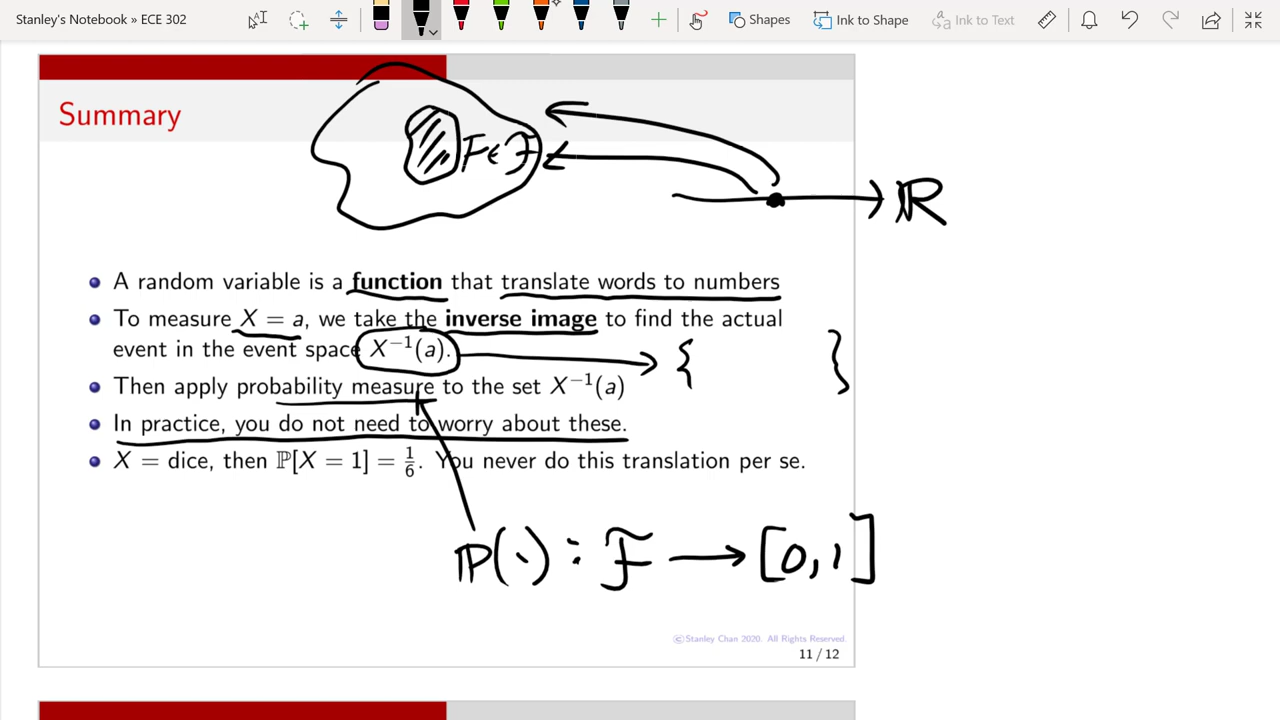 Stanley's Notebook » ECE 302
Shapes
Ink to Shape
Ink to Text
Summary
F ∈ ℱ
ℝ
A random variable is a function that translate words to numbers
To measure X = a, we take the inverse image to find the actual
event in the event space X⁻¹(a).
{ }
Then apply probability measure to the set X⁻¹(a)
In practice, you do not need to worry about these.
X = dice, then ℙ[X = 1] = 1/6. You never do this translation per se.
ℙ(·) : ℱ → [0,1]
©Stanley Chan 2020. All Rights Reserved.
11 / 12